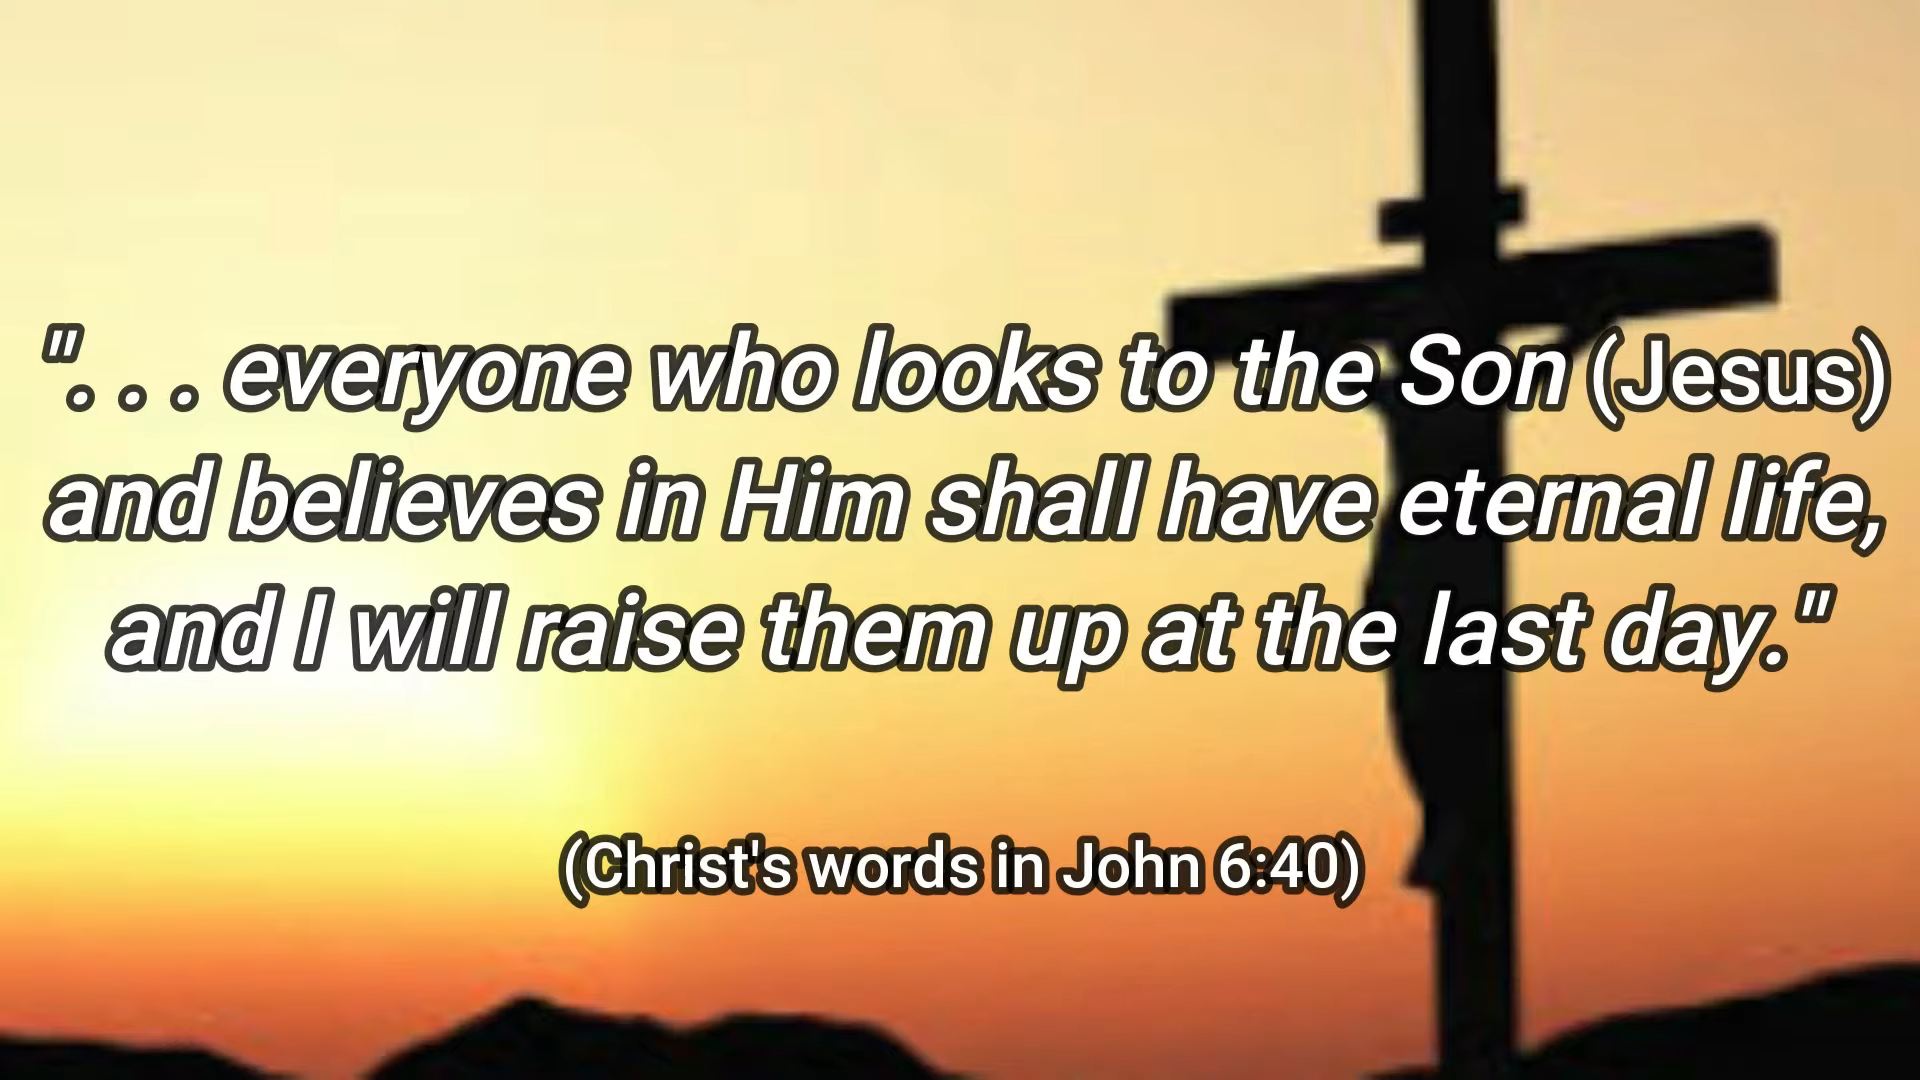 ". . . everyone who looks to the Son (Jesus)
and believes in Him shall have eternal life,
and I will raise them up at the last day."
(Christ's words in John 6:40)